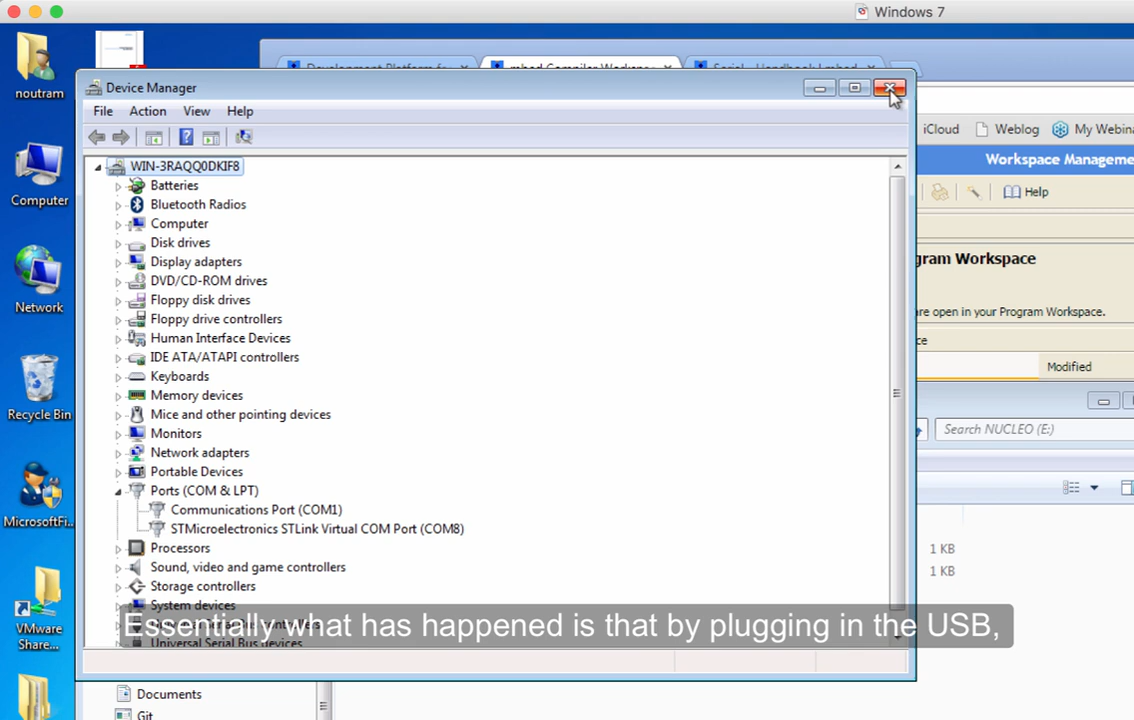 Windows 7
noutram
Device Manager
File Action View Help
WIN-3RAQQ0DKIF8
Batteries
Bluetooth Radios
Computer
Disk drives
Display adapters
DVD/CD-ROM drives
Floppy disk drives
Floppy drive controllers
Human Interface Devices
IDE ATA/ATAPI controllers
Keyboards
Memory devices
Mice and other pointing devices
Monitors
Network adapters
Portable Devices
Ports (COM & LPT)
Communications Port (COM1)
STMicroelectronics STLink Virtual COM Port (COM8)
Processors
Sound, video and game controllers
Storage controllers
System devices
Universal Serial Bus devices
Essentially what has happened is that by plugging in the USB,
Computer
Network
Recycle Bin
MicrosoftFi...
VMware
Share...
iCloud Weblog My Webina
Workspace Manageme
Help
gram Workspace
re open in your Program Workspace.
ce
Modified
Search NUCLEO (E:)
1 KB
1 KB
Documents
Git